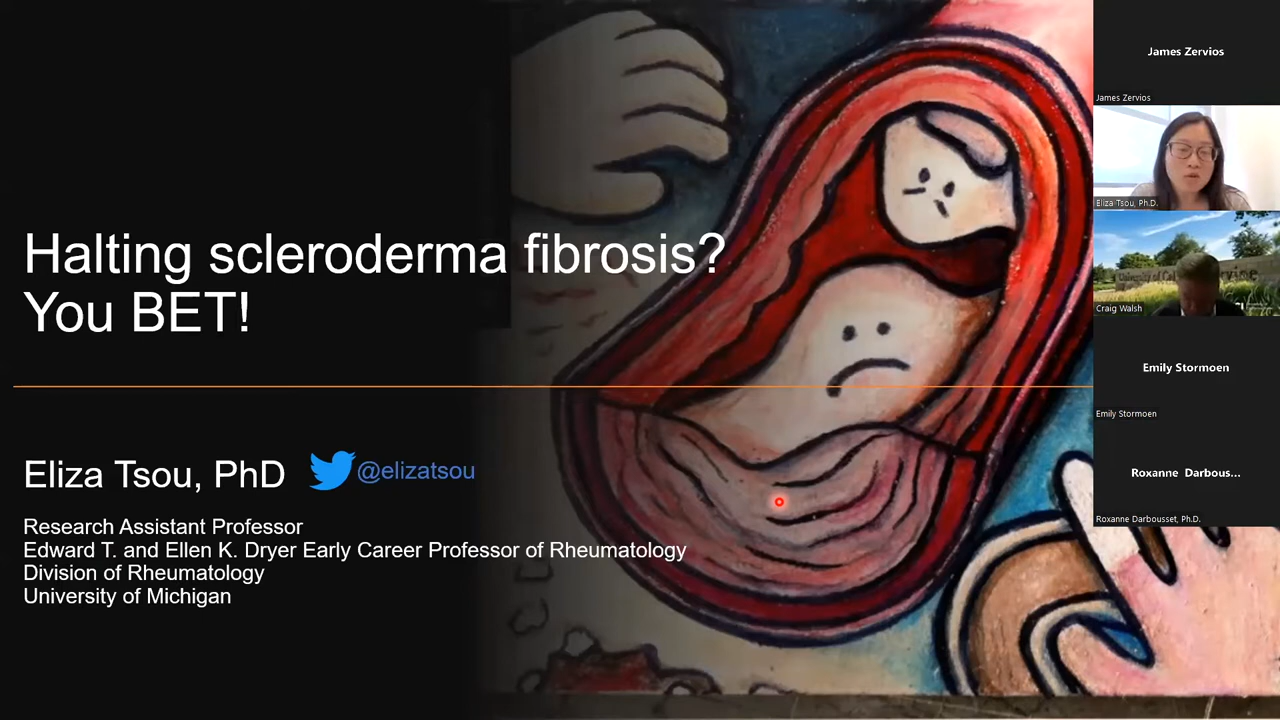 Halting scleroderma fibrosis?
You BET!
Eliza Tsou, PhD
@elizatsou
Research Assistant Professor
Edward T. and Ellen K. Dryer Early Career Professor of Rheumatology
Division of Rheumatology
University of Michigan
James Zervios
James Zervios
Eliza Tsou, Ph.D.
Craig Walsh
Emily Stormoen
Emily Stormoen
Roxanne Darbous...
Roxanne Darbousset, Ph.D.